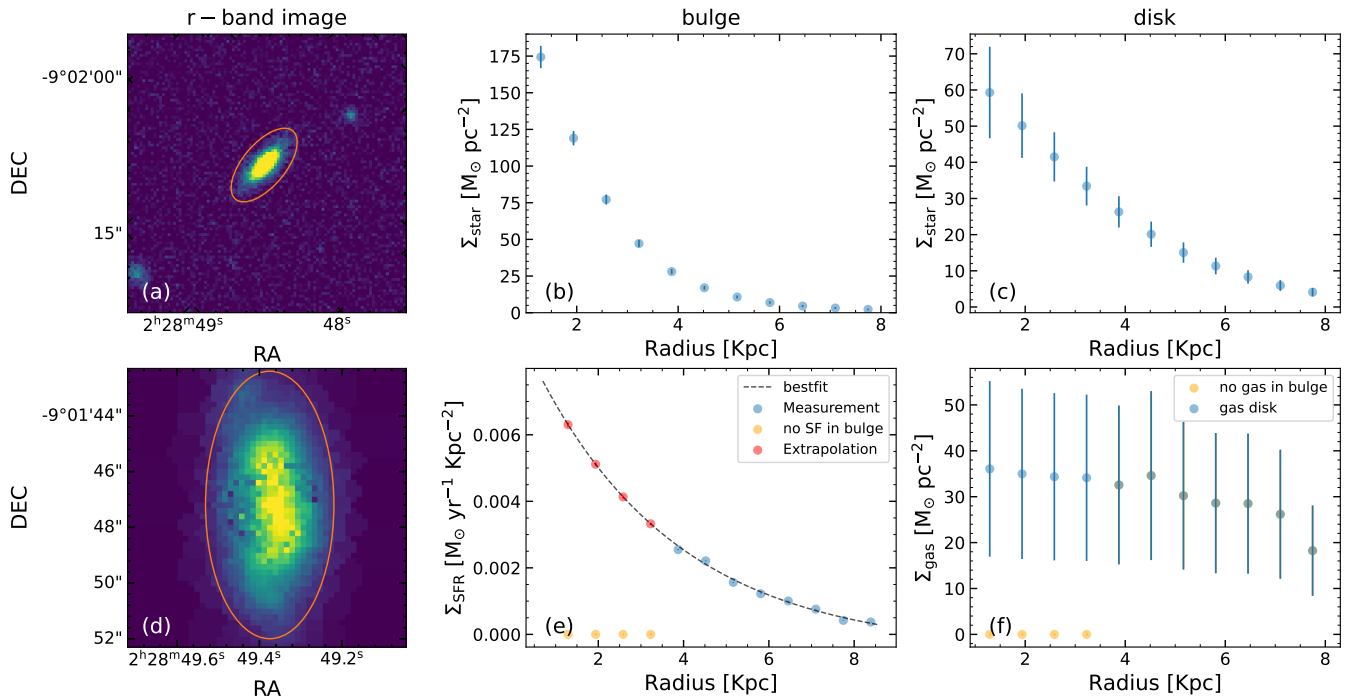 r − band image
bulge
disk
-9°02'00"
15"
DEC
(a)
2ʰ28ᵐ49ˢ
48ˢ
RA
175
150
125
100
75
50
25
0
Σstar [M⊙ pc⁻²]
(b)
2
4
6
8
Radius [Kpc]
70
60
50
40
30
20
10
0
Σstar [M⊙ pc⁻²]
(c)
2
4
6
8
Radius [Kpc]
-9°01'44"
46"
48"
50"
52"
DEC
(d)
2ʰ28ᵐ49.6ˢ
49.4ˢ
49.2ˢ
RA
0.006
0.004
0.002
0.000
ΣSFR [M⊙ yr⁻¹ Kpc⁻²]
bestfit
Measurement
no SF in bulge
Extrapolation
(e)
2
4
6
8
Radius [Kpc]
50
40
30
20
10
0
Σgas [M⊙ pc⁻²]
no gas in bulge
gas disk
(f)
2
4
6
8
Radius [Kpc]